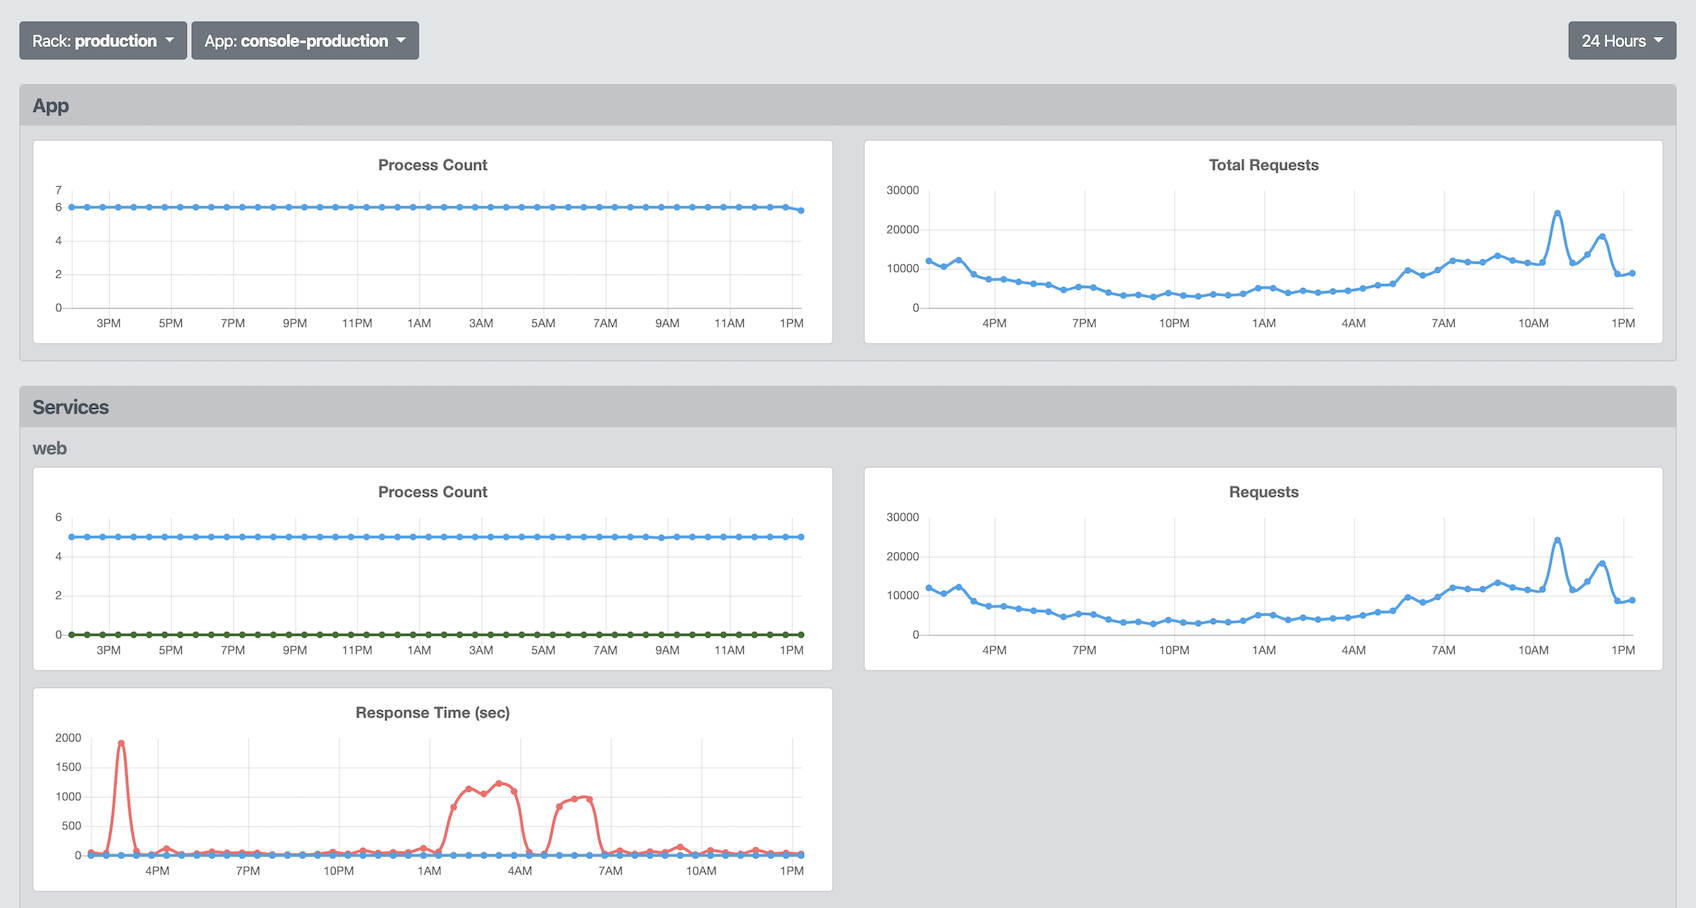 Rack: production
App: console-production
24 Hours
App
Process Count
7
6
4
2
0
3PM 5PM 7PM 9PM 11PM 1AM 3AM 5AM 7AM 9AM 11AM 1PM
Total Requests
30000
20000
10000
0
4PM 7PM 10PM 1AM 4AM 7AM 10AM 1PM
Services
web
Process Count
6
4
2
0
3PM 5PM 7PM 9PM 11PM 1AM 3AM 5AM 7AM 9AM 11AM 1PM
Requests
30000
20000
10000
0
4PM 7PM 10PM 1AM 4AM 7AM 10AM 1PM
Response Time (sec)
2000
1500
1000
500
0
4PM 7PM 10PM 1AM 4AM 7AM 10AM 1PM